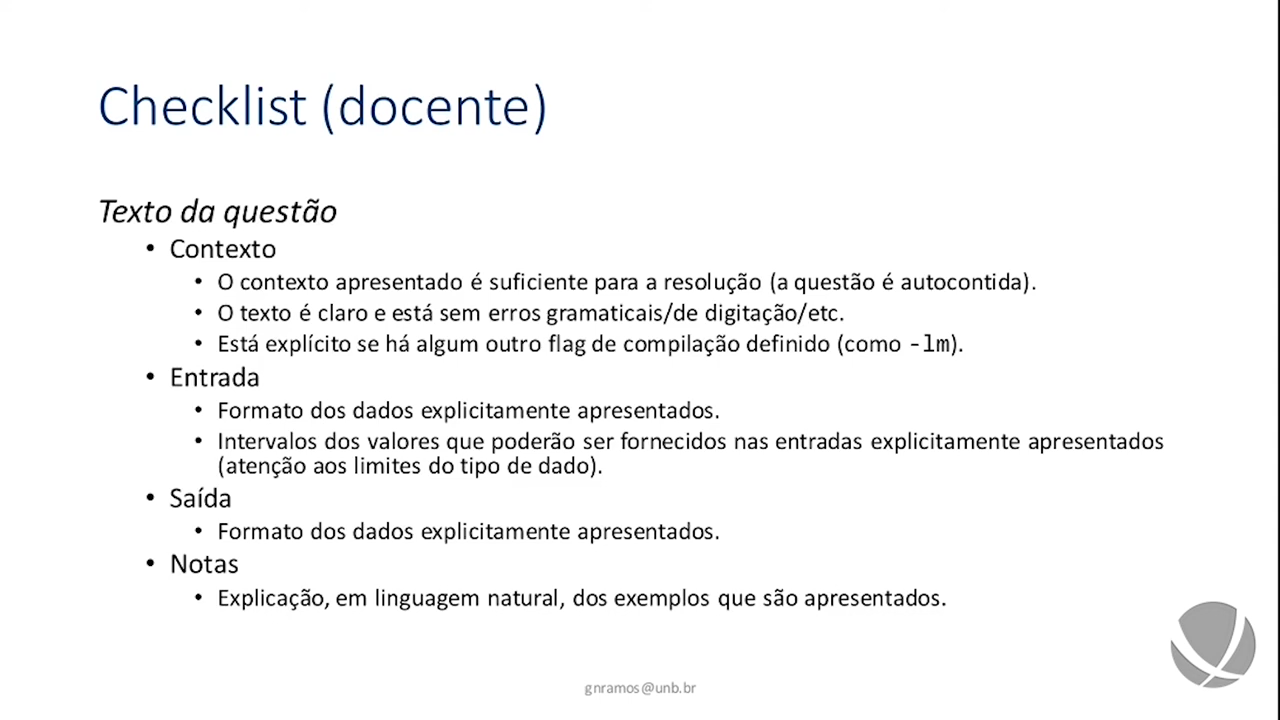 Checklist (docente)
Texto da questão
• Contexto
• O contexto apresentado é suficiente para a resolução (a questão é autocontida).
• O texto é claro e está sem erros gramaticais/de digitação/etc.
• Está explícito se há algum outro flag de compilação definido (como -lm).
• Entrada
• Formato dos dados explicitamente apresentados.
• Intervalos dos valores que poderão ser fornecidos nas entradas explicitamente apresentados
(atenção aos limites do tipo de dado).
• Saída
• Formato dos dados explicitamente apresentados.
• Notas
• Explicação, em linguagem natural, dos exemplos que são apresentados.
gnramos@unb.br